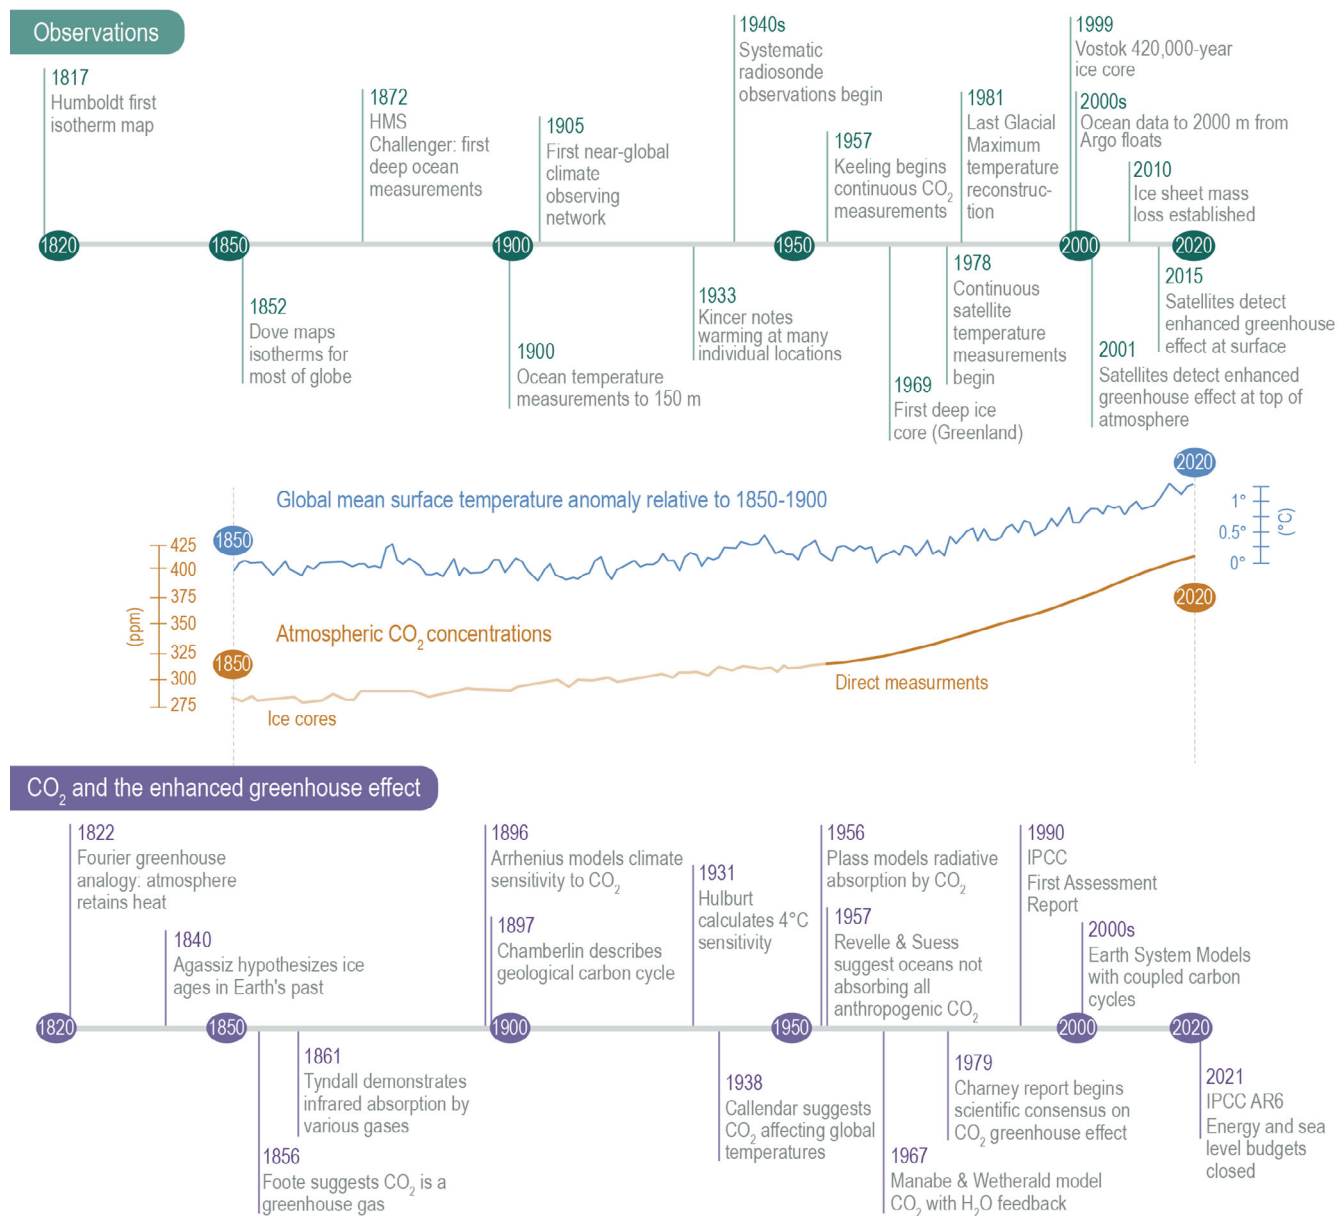 Observations
1817
Humboldt first
isotherm map
1872
HMS
Challenger: first
deep ocean
measurements
1905
First near-global
climate
observing
network
1940s
Systematic
radiosonde
observations begin
1957
Keeling begins
continuous CO₂
measurements
1981
Last Glacial
Maximum
temperature
reconstruc-
tion
1999
Vostok 420,000-year
ice core
2000s
Ocean data to 2000 m from
Argo floats
2010
Ice sheet mass
loss established
1820
1850
1900
1950
2000
2020
1852
Dove maps
isotherms for
most of globe
1900
Ocean temperature
measurements to 150 m
1933
Kincer notes
warming at many
individual locations
1969
First deep ice
core (Greenland)
1978
Continuous
satellite
temperature
measurements
begin
2001
Satellites detect enhanced
greenhouse effect at top of
atmosphere
2015
Satellites detect
enhanced greenhouse
effect at surface
Global mean surface temperature anomaly relative to 1850-1900
1850
2020
1°
0.5°
0°
(°C)
425
400
375
350
325
300
275
(ppm)
Atmospheric CO₂ concentrations
1850
2020
Ice cores
Direct measurments
CO₂ and the enhanced greenhouse effect
1822
Fourier greenhouse
analogy: atmosphere
retains heat
1840
Agassiz hypothesizes ice
ages in Earth's past
1896
Arrhenius models climate
sensitivity to CO₂
1897
Chamberlin describes
geological carbon cycle
1931
Hulburt
calculates 4°C
sensitivity
1956
Plass models radiative
absorption by CO₂
1957
Revelle & Suess
suggest oceans not
absorbing all
anthropogenic CO₂
1990
IPCC
First Assessment
Report
2000s
Earth System Models
with coupled carbon
cycles
1820
1850
1900
1950
2000
2020
1856
Foote suggests CO₂ is a
greenhouse gas
1861
Tyndall demonstrates
infrared absorption by
various gases
1938
Callendar suggests
CO₂ affecting global
temperatures
1967
Manabe & Wetherald model
CO₂ with H₂O feedback
1979
Charney report begins
scientific consensus on
CO₂ greenhouse effect
2021
IPCC AR6
Energy and sea
level budgets
closed